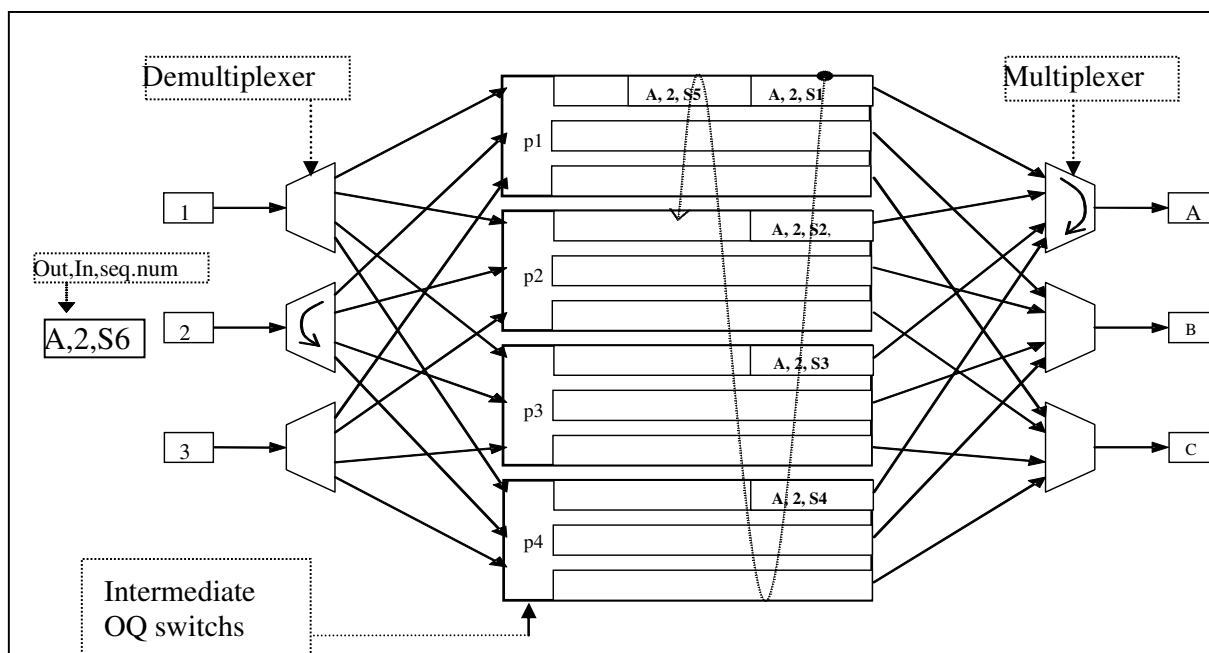 Demultiplexer
Multiplexer
A, 2, S5
A, 2, S1
p1
1
A
A, 2, S2,
Out,In,seq.num
p2
A,2,S6
2
B
A, 2, S3
p3
3
C
A, 2, S4
p4
Intermediate
OQ switchs